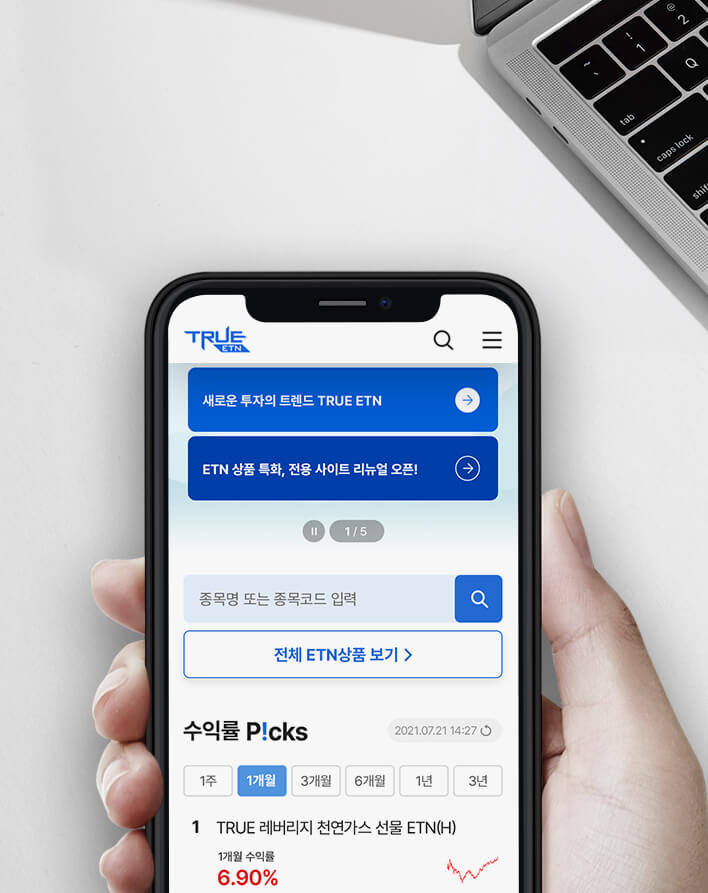 ~
`
!
1
@
2
Q
tab
caps lock
shif
TRUE
ETN
새로운 투자의 트렌드 TRUE ETN
ETN 상품 특화, 전용 사이트 리뉴얼 오픈!
1 / 5
종목명 또는 종목코드 입력
전체 ETN상품 보기 >
수익률 P!cks
2021.07.21 14:27
1주 1개월 3개월 6개월 1년 3년
1 TRUE 레버리지 천연가스 선물 ETN(H)
1개월 수익률
6.90%